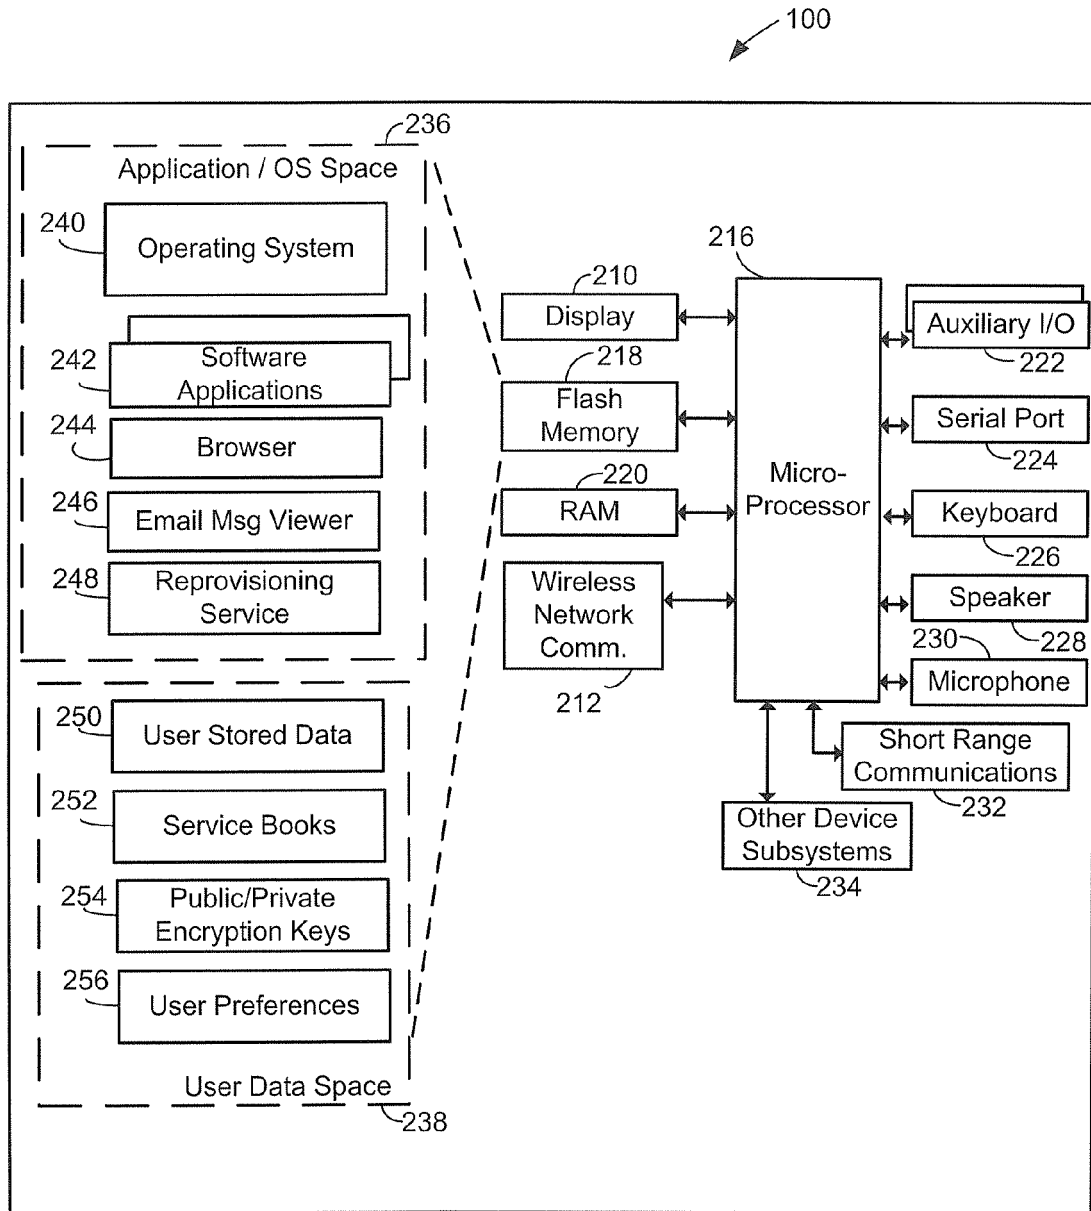 100
236
Application / OS Space
240
Operating System
242
Software
Applications
244
Browser
246
Email Msg Viewer
248
Reprovisioning
Service
250
User Stored Data
252
Service Books
254
Public/Private
Encryption Keys
256
User Preferences
User Data Space
238
210
Display
218
Flash
Memory
220
RAM
Wireless
Network
Comm.
212
216
Micro-
Processor
Auxiliary I/O
222
Serial Port
224
Keyboard
226
Speaker
228
230
Microphone
Short Range
Communications
232
Other Device
Subsystems
234